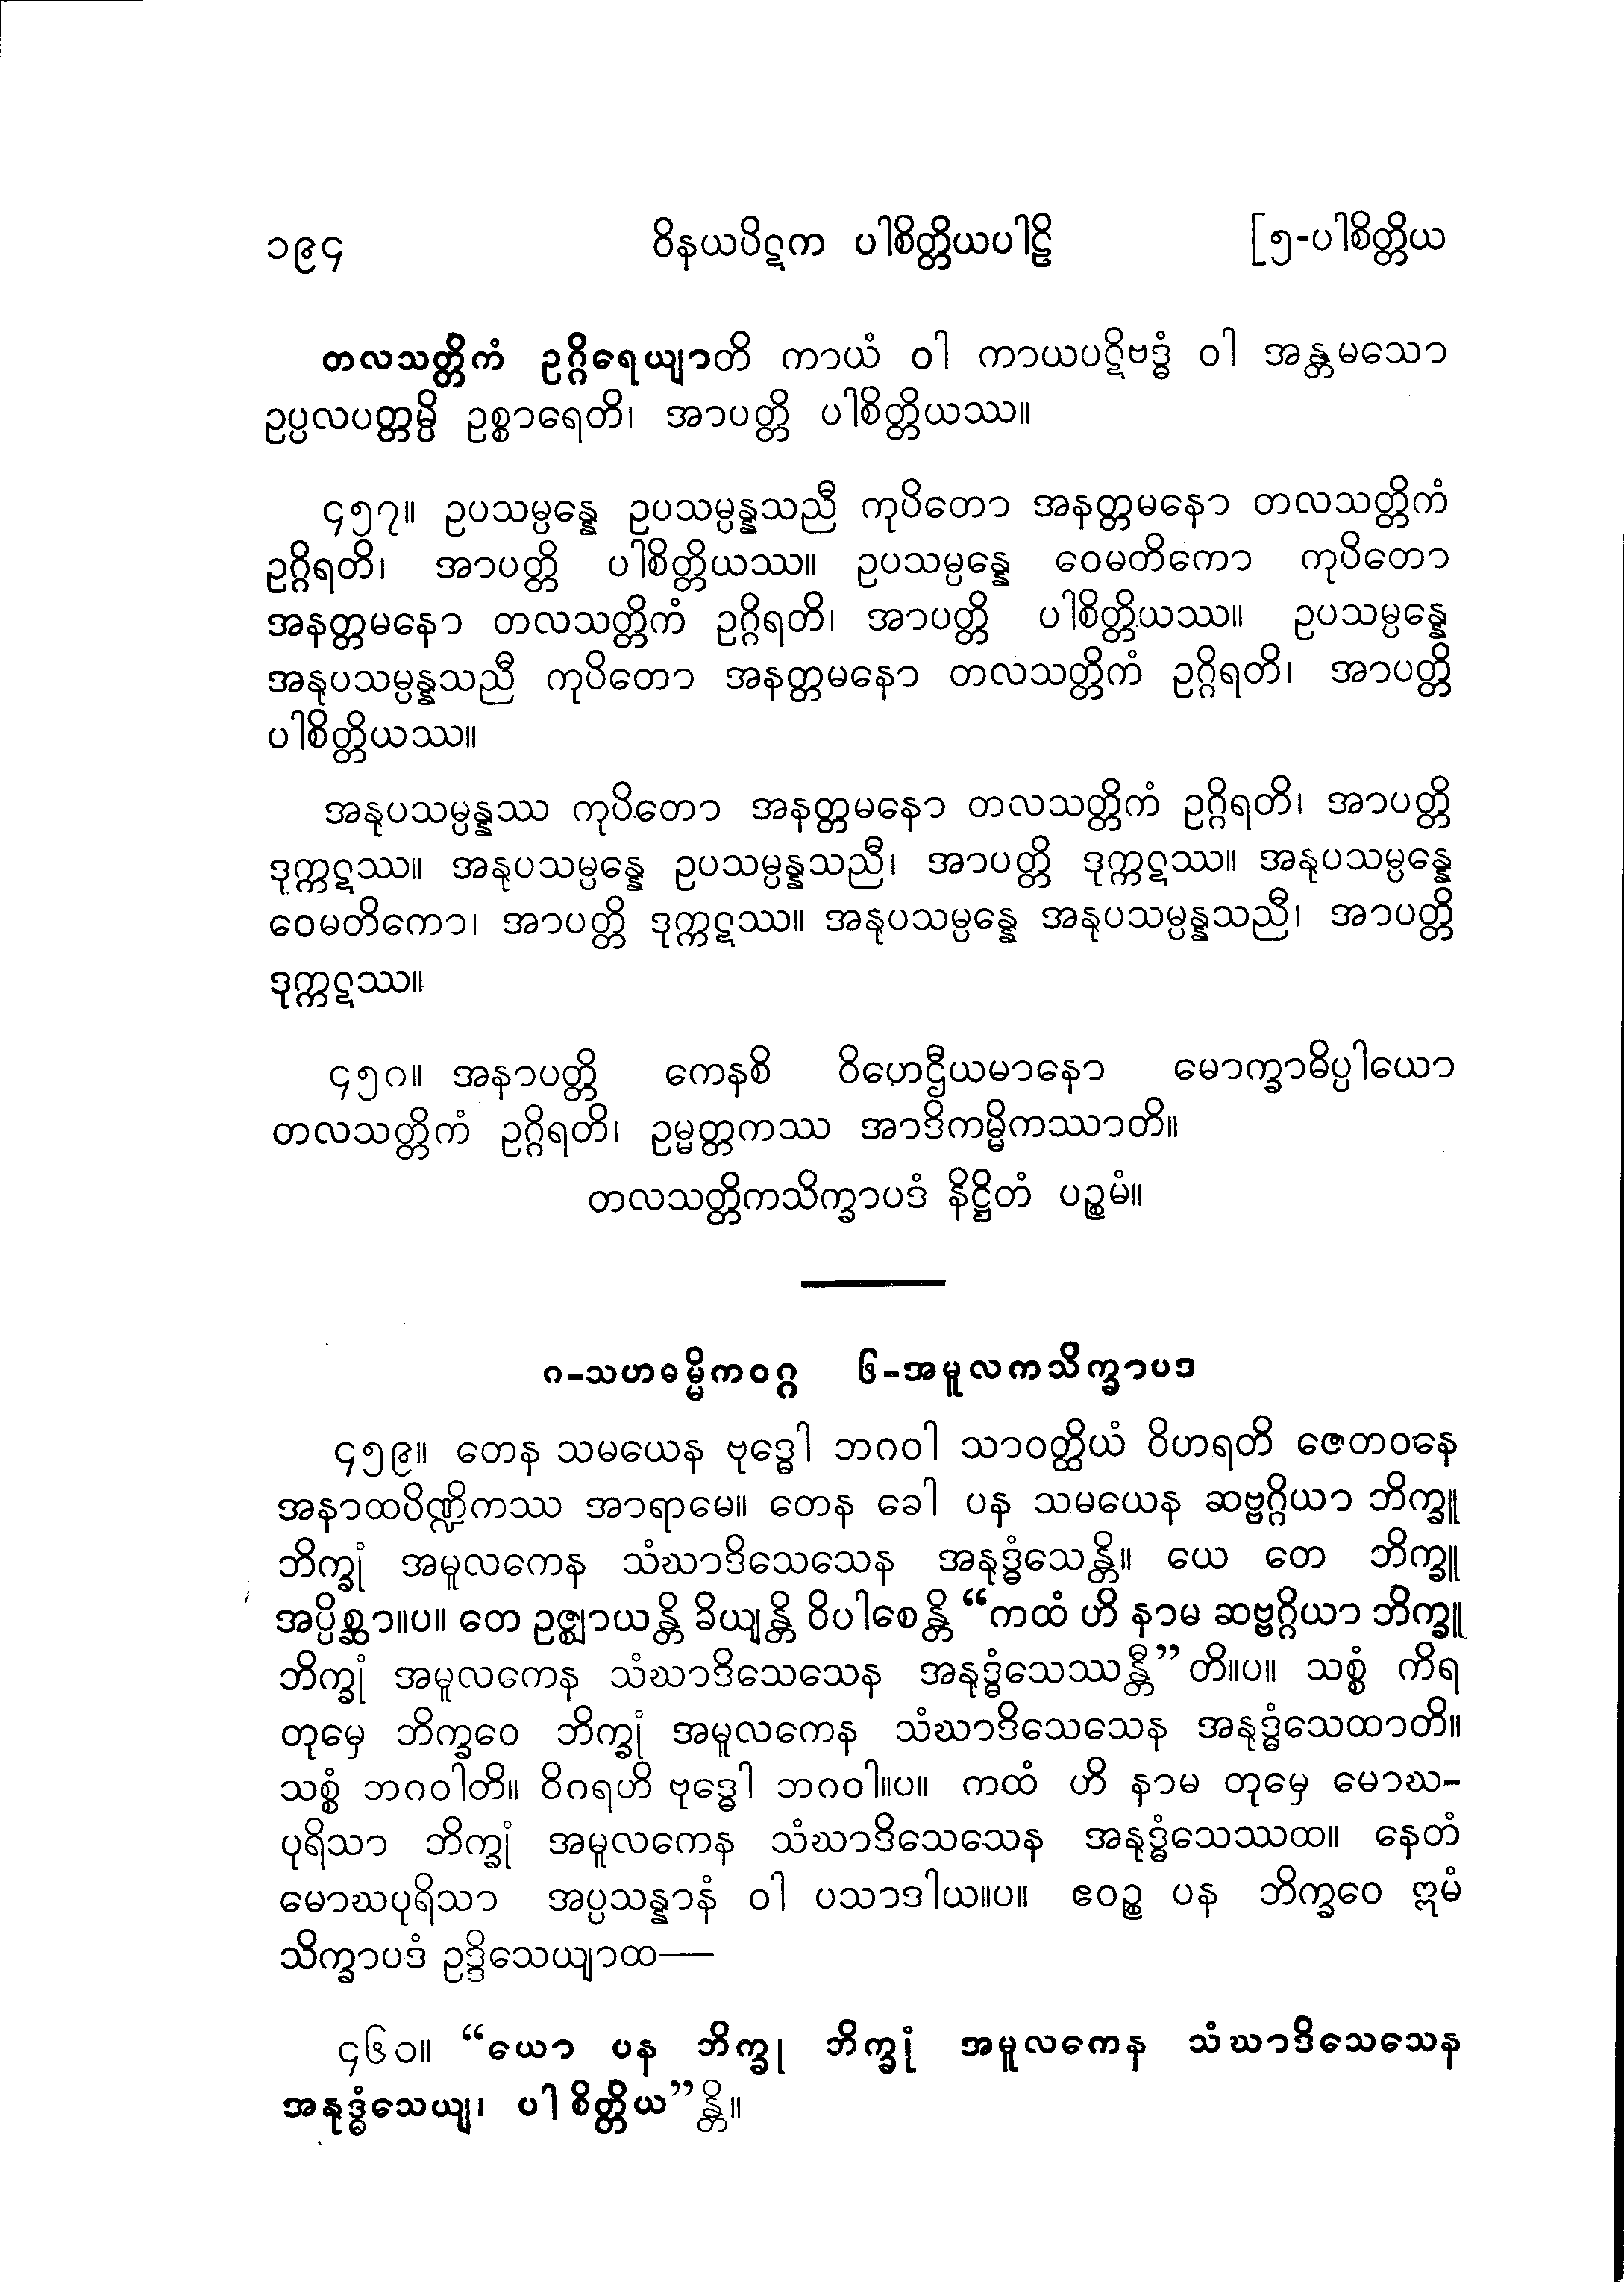 ၁၉၄ ဝိနယပိဋက ပါစိတ္တိယပါဠိ [၅-ပါစိတ္တိယ
တလသတ္တိကံ ဥဂ္ဂိရေယျာတိ ကာယံ ဝါ ကာယပဋိဗဒ္ဓံ ဝါ အန္တမသော
ဥပ္ပလပတ္တမ္ပိ ဥစ္စာရေတိ၊ အာပတ္တိ ပါစိတ္တိယဿ။
၄၅၇။ ဥပသမ္ပန္နေ ဥပသမ္ပန္နသညီ ကုပိတော အနတ္တမနော တလသတ္တိကံ
ဥဂ္ဂိရတိ၊ အာပတ္တိ ပါစိတ္တိယဿ။ ဥပသမ္ပန္နေ ဝေမတိကော ကုပိတော
အနတ္တမနော တလသတ္တိကံ ဥဂ္ဂိရတိ၊ အာပတ္တိ ပါစိတ္တိယဿ။ ဥပသမ္ပန္နေ
အနုပသမ္ပန္နသညီ ကုပိတော အနတ္တမနော တလသတ္တိကံ ဥဂ္ဂိရတိ၊ အာပတ္တိ
ပါစိတ္တိယဿ။
အနုပသမ္ပန္နဿ ကုပိတော အနတ္တမနော တလသတ္တိကံ ဥဂ္ဂိရတိ၊ အာပတ္တိ
ဒုက္ကဋဿ။ အနုပသမ္ပန္နေ ဥပသမ္ပန္နသညီ၊ အာပတ္တိ ဒုက္ကဋဿ။ အနုပသမ္ပန္နေ
ဝေမတိကော၊ အာပတ္တိ ဒုက္ကဋဿ။ အနုပသမ္ပန္နေ အနုပသမ္ပန္နသညီ၊ အာပတ္တိ
ဒုက္ကဋဿ။
၄၅၈။ အနာပတ္တိ ကေနစိ ဝိဟေဌီယမာနော မောက္ခာဓိပ္ပါယော
တလသတ္တိကံ ဥဂ္ဂိရတိ၊ ဥမ္မတ္တကဿ အာဒိကမ္မိကဿာတိ။
တလသတ္တိကသိက္ခာပဒံ နိဋ္ဌိတံ ပဉ္စမံ။
၈-သဟဓမ္မိကဝဂ္ဂ ၆-အမူလကသိက္ခာပဒ
၄၅၉။ တေန သမယေန ဗုဒ္ဓေါ ဘဂဝါ သာဝတ္ထိယံ ဝိဟရတိ ဇေတဝနေ
အနာထပိဏ္ဍိကဿ အာရာမေ။ တေန ခေါ ပန သမယေန ဆဗ္ဗဂ္ဂိယာ ဘိက္ခူ
ဘိက္ခုံ အမူလကေန သံဃာဒိသေသေန အနုဒ္ဓံသေန္တိ။ ယေ တေ ဘိက္ခူ
အပ္ပိစ္ဆာ။ပ။ တေ ဥဇ္ဈာယန္တိ ခိယျန္တိ ဝိပါစေန္တိ “ကထံ ဟိ နာမ ဆဗ္ဗဂ္ဂိယာ ဘိက္ခူ
ဘိက္ခုံ အမူလကေန သံဃာဒိသေသေန အနုဒ္ဓံသေဿန္တီ”တိ။ပ။ သစ္စံ ကိရ
တုမှေ ဘိက္ခဝေ ဘိက္ခုံ အမူလကေန သံဃာဒိသေသေန အနုဒ္ဓံသေထာတိ။
သစ္စံ ဘဂဝါတိ။ ဝိဂရဟိ ဗုဒ္ဓေါ ဘဂဝါ။ပ။ ကထံ ဟိ နာမ တုမှေ မောဃ-
ပုရိသာ ဘိက္ခုံ အမူလကေန သံဃာဒိသေသေန အနုဒ္ဓံသေဿထ။ နေတံ
မောဃပုရိသာ အပ္ပသန္နာနံ ဝါ ပသာဒါယ။ပ။ ဧဝဉ္စ ပန ဘိက္ခဝေ ဣမံ
သိက္ခာပဒံ ဥဒ္ဒိသေယျာထ—
၄၆၀။ “ယော ပန ဘိက္ခု ဘိက္ခုံ အမူလကေန သံဃာဒိသေသေန
အနုဒ္ဓံသေယျ၊ ပါစိတ္တိယ”န္တိ။